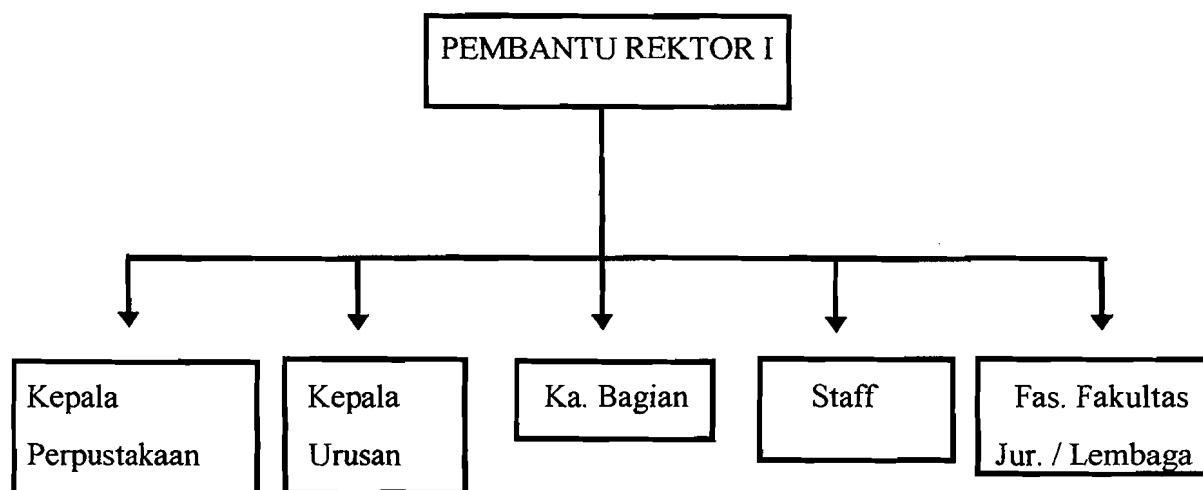 PEMBANTU REKTOR I
Kepala
Perpustakaan
Kepala
Urusan
Ka. Bagian
Staff
Fas. Fakultas
Jur. / Lembaga